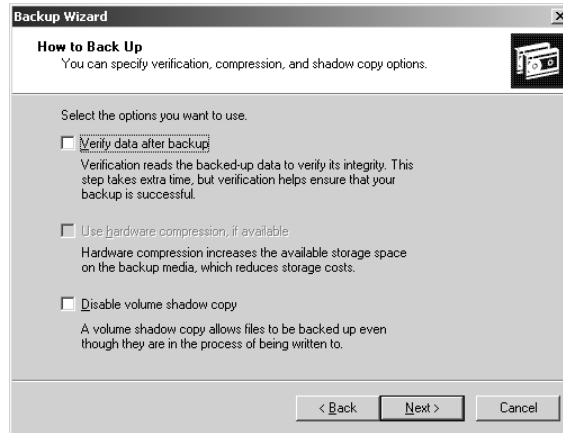 Backup Wizard
How to Back Up
You can specify verification, compression, and shadow copy options.
Select the options you want to use.
Verify data after backup
Verification reads the backed-up data to verify its integrity. This
step takes extra time, but verification helps ensure that your
backup is successful.
Use hardware compression, if available
Hardware compression increases the available storage space
on the backup media, which reduces storage costs.
Disable volume shadow copy
A volume shadow copy allows files to be backed up even
though they are in the process of being written to.
< Back Next > Cancel